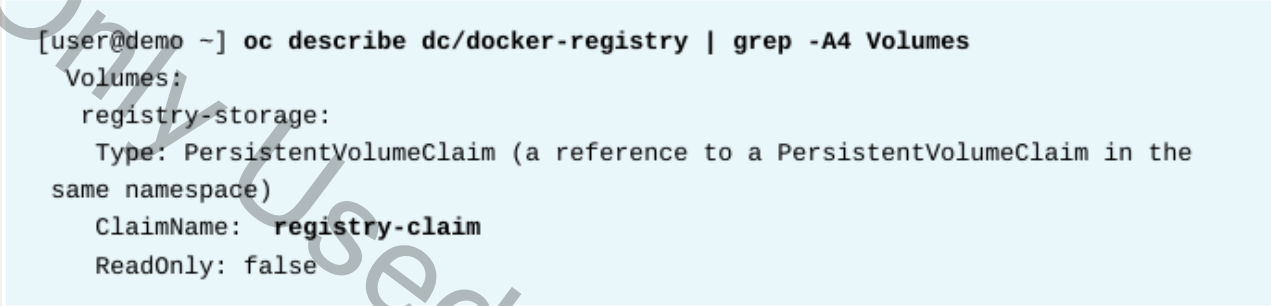 [user@demo ~] oc describe dc/docker-registry | grep -A4 Volumes
Volumes:
registry-storage:
Type: PersistentVolumeClaim (a reference to a PersistentVolumeClaim in the
same namespace)
ClaimName: registry-claim
ReadOnly: false
Only Used